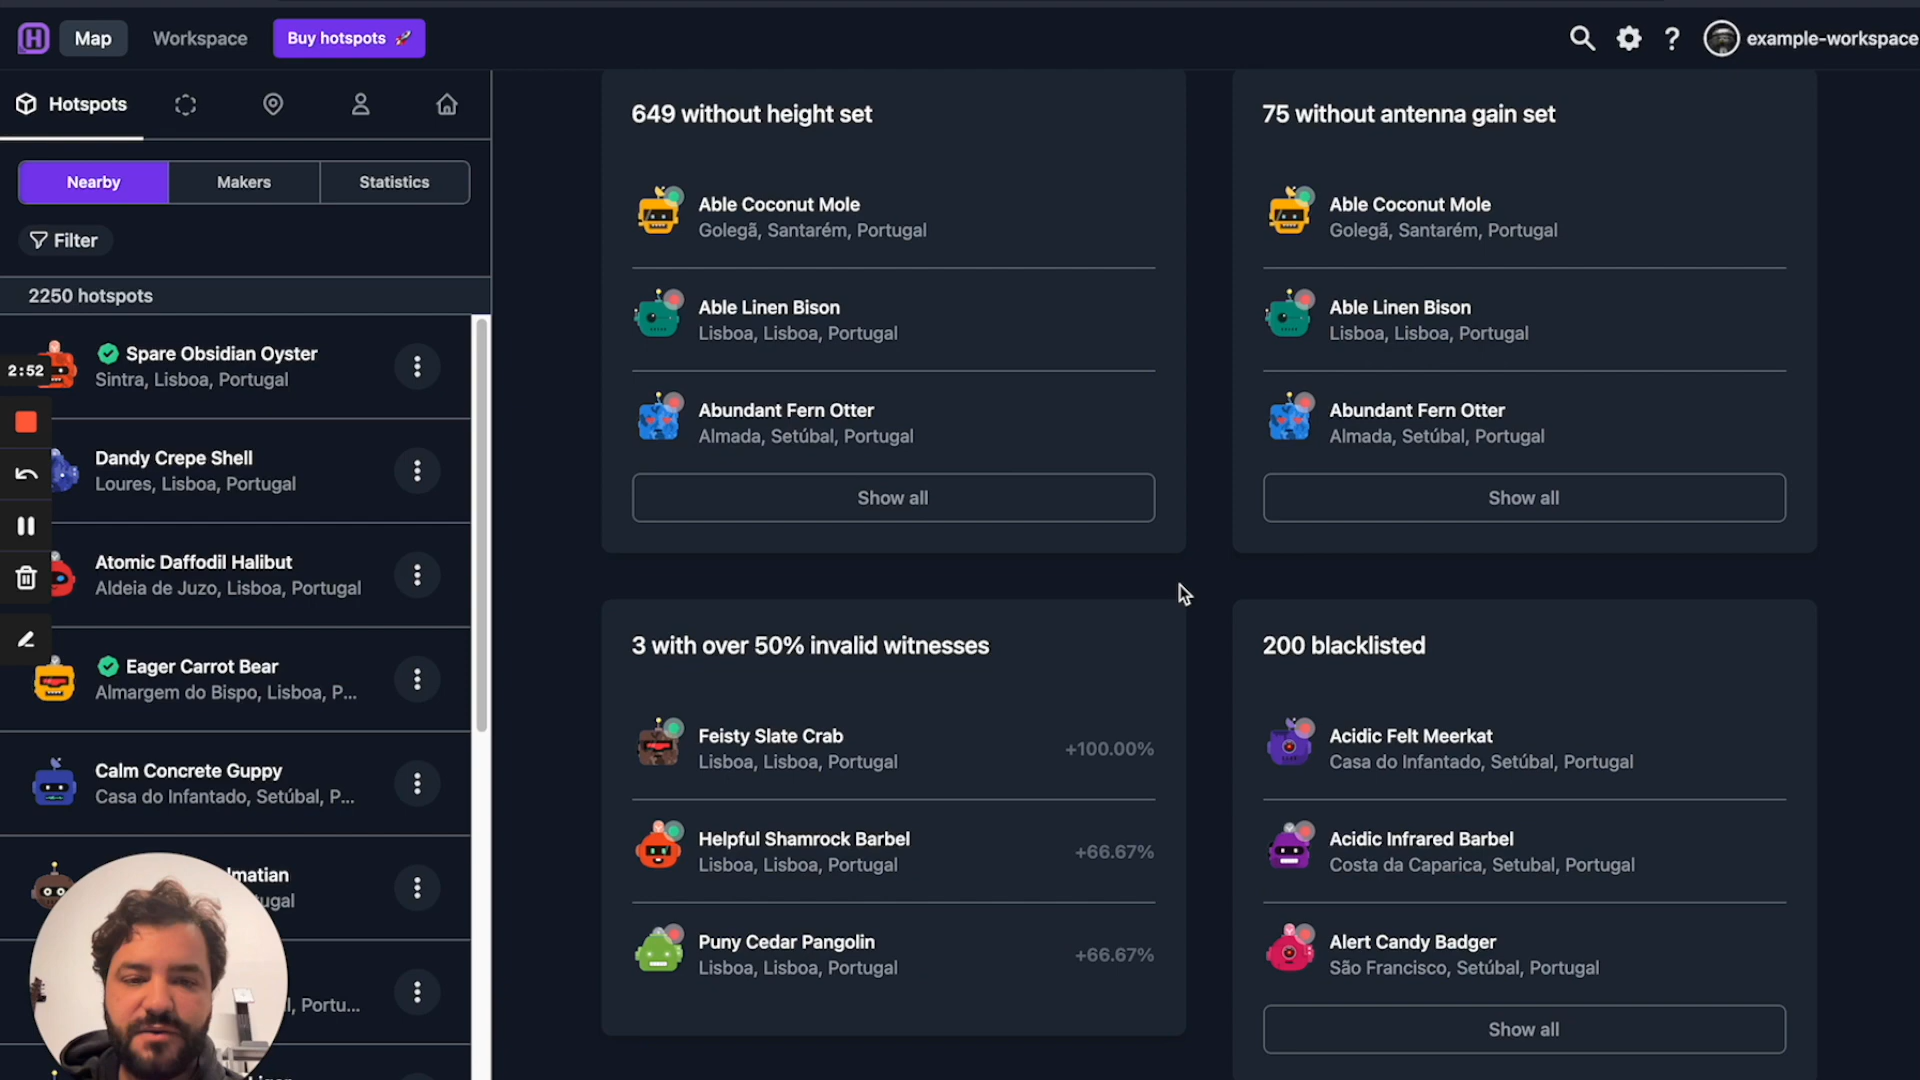 Map
Workspace
Buy hotspots
example-workspace
Hotspots
Nearby
Makers
Statistics
Filter
2250 hotspots
Spare Obsidian Oyster
Sintra, Lisboa, Portugal
2:52
Dandy Crepe Shell
Loures, Lisboa, Portugal
Atomic Daffodil Halibut
Aldeia de Juzo, Lisboa, Portugal
Eager Carrot Bear
Almargem do Bispo, Lisboa, P...
Calm Concrete Guppy
Casa do Infantado, Setúbal, P...
lmatian
ugal
l, Portu...
649 without height set
Able Coconut Mole
Golegã, Santarém, Portugal
Able Linen Bison
Lisboa, Lisboa, Portugal
Abundant Fern Otter
Almada, Setúbal, Portugal
Show all
75 without antenna gain set
Able Coconut Mole
Golegã, Santarém, Portugal
Able Linen Bison
Lisboa, Lisboa, Portugal
Abundant Fern Otter
Almada, Setúbal, Portugal
Show all
3 with over 50% invalid witnesses
Feisty Slate Crab
Lisboa, Lisboa, Portugal
+100.00%
Helpful Shamrock Barbel
Lisboa, Lisboa, Portugal
+66.67%
Puny Cedar Pangolin
Lisboa, Lisboa, Portugal
+66.67%
200 blacklisted
Acidic Felt Meerkat
Casa do Infantado, Setúbal, Portugal
Acidic Infrared Barbel
Costa da Caparica, Setubal, Portugal
Alert Candy Badger
São Francisco, Setúbal, Portugal
Show all